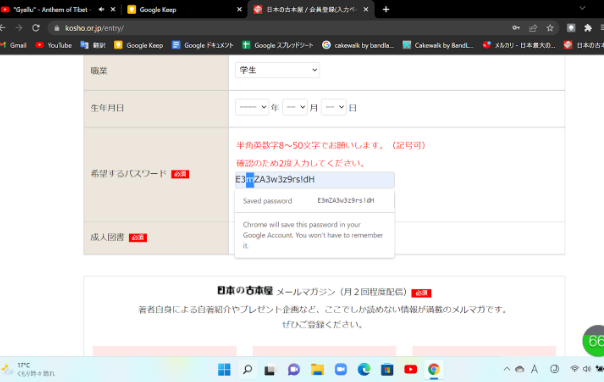 "Gyallu" - Anthem of Tibet - Google Keep 日本の古本屋 / 会員登録(入力ペ
kosho.or.jp/entry/
Gmail YouTube 翻訳 Google Keep Google ドキュメント Google スプレッドシート cakewalk by bandla... Cakewalk by BandL... メルカリ - 日本最大の... 日本の古
職業 学生
生年月日 ---- 年 -- 月 -- 日
半角英数字8～50文字でお願いします。（記号可）
確認のため2度入力してください。
希望するパスワード 必須
E3mZA3w3z9rs!dH
Saved password E3mZA3w3z9rs!dH
Chrome will save this password in your
Google Account. You won't have to remember
it.
成人図書 必須
日本の古本屋 メールマガジン（月２回程度配信） 必須
著者自身による自著紹介やプレゼント企画など、ここでしか読めない情報が満載のメルマガです。
ぜひご登録ください。
66
17°C
くもり時々晴れ
A